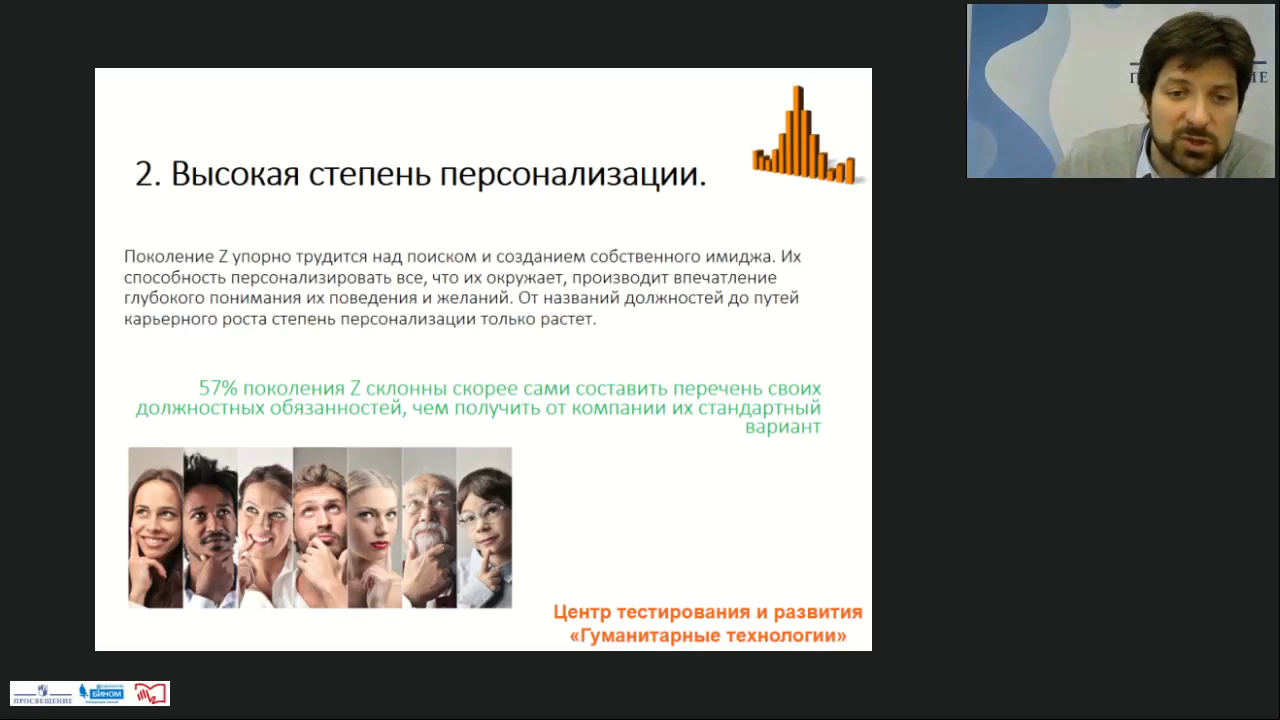 2. Высокая степень персонализации.
Поколение Z упорно трудится над поиском и созданием собственного имиджа. Их
способность персонализировать все, что их окружает, производит впечатление
глубокого понимания их поведения и желаний. От названий должностей до путей
карьерного роста степень персонализации только растет.
57% поколения Z склонны скорее сами составить перечень своих
должностных обязанностей, чем получить от компании их стандартный
вариант
Центр тестирования и развития
«Гуманитарные технологии»
ПРОСВЕЩЕНИЕ
БИНОМ